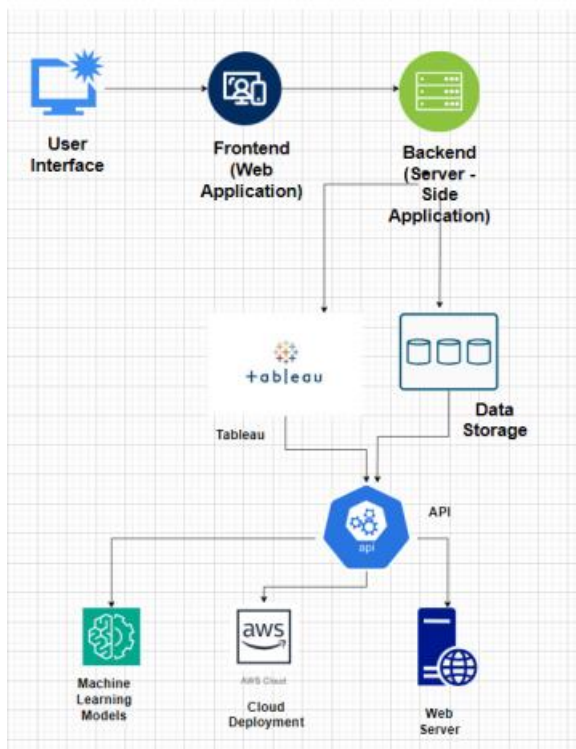 User
Interface
Frontend
(Web
Application)
Backend
(Server -
Side
Application)
+ableau
Tableau
Data
Storage
API
api
Machine
Learning
Models
aws
AWS Cloud
Cloud
Deployment
Web
Server